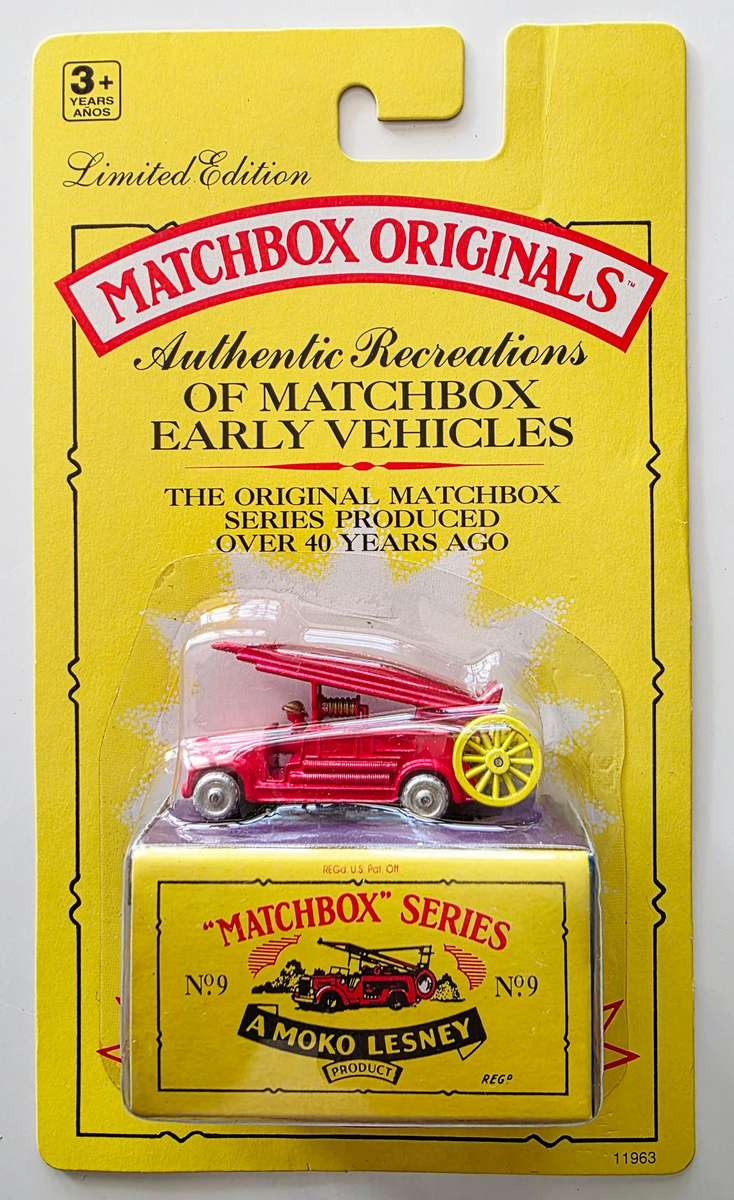 3+
YEARS
AÑOS
Limited Edition
MATCHBOX ORIGINALS™
Authentic Recreations
OF MATCHBOX
EARLY VEHICLES
THE ORIGINAL MATCHBOX
SERIES PRODUCED
OVER 40 YEARS AGO
REGd. U.S. Pat. Off
"MATCHBOX" SERIES
Nº.9 Nº.9
A MOKO LESNEY
PRODUCT
REGᴰ
11963